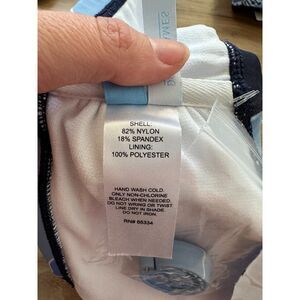 SHELL:
82% NYLON
18% SPANDEX
LINING:
100% POLYESTER
HAND WASH COLD.
ONLY NON-CHLORINE
BLEACH WHEN NEEDED.
DO NOT WRING OR TWIST.
LINE DRY IN SHADE.
DO NOT IRON.
RN# 66334